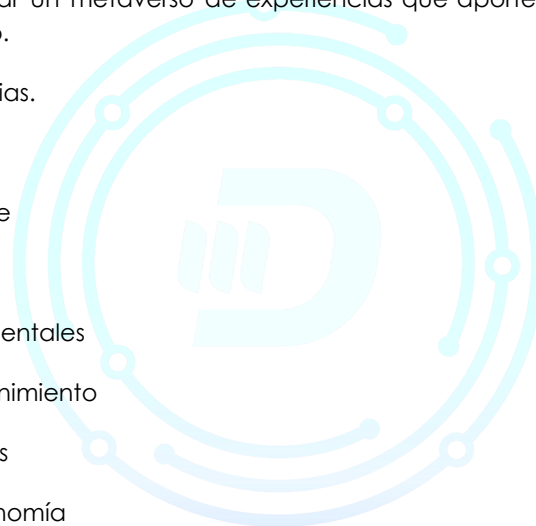 ar un metaverso de experiencias que aporte
o.
ias.
e
entales
nimiento
s
nomía